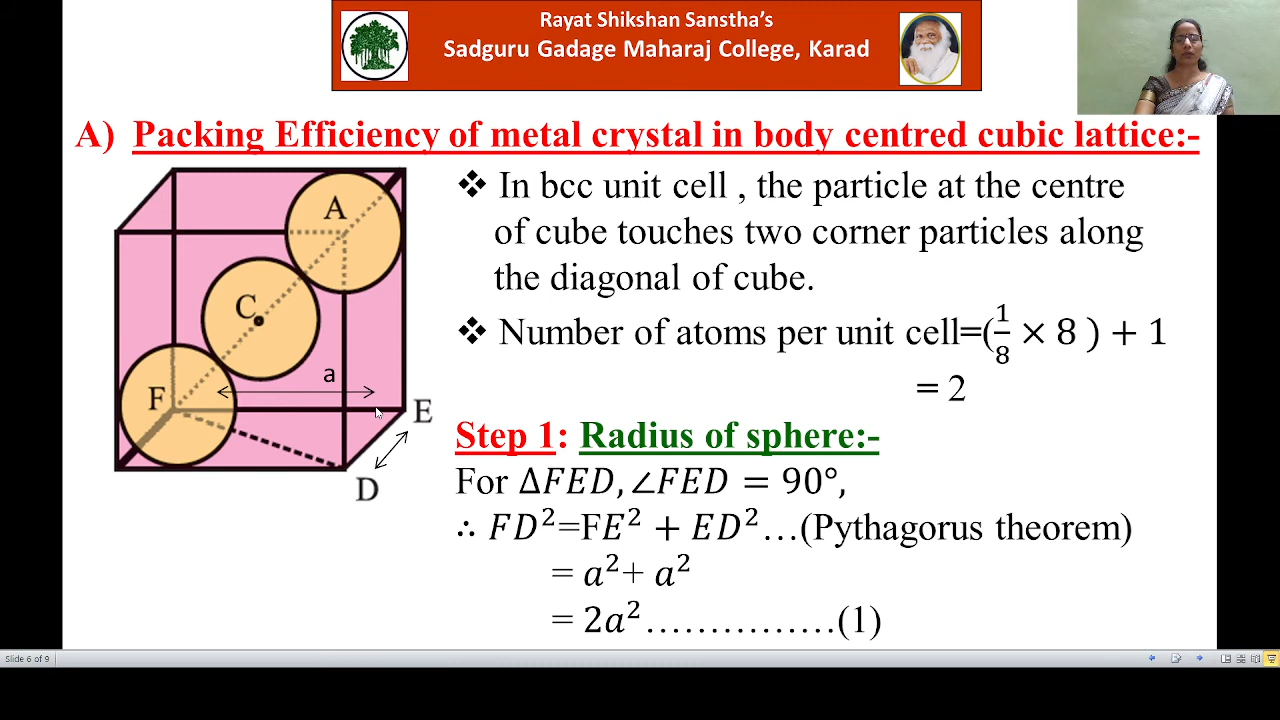 Rayat Shikshan Sanstha's
Sadguru Gadage Maharaj College, Karad
A) Packing Efficiency of metal crystal in body centred cubic lattice:-
❖ In bcc unit cell , the particle at the centre
of cube touches two corner particles along
the diagonal of cube.
❖ Number of atoms per unit cell=(1/8 × 8 ) + 1
= 2
Step 1: Radius of sphere:-
For ΔFED, ∠FED = 90°,
∴ FD²=FE² + ED²…(Pythagorus theorem)
= a²+ a²
= 2a²……………(1)
A
C
a
F
E
D
Slide 6 of 9